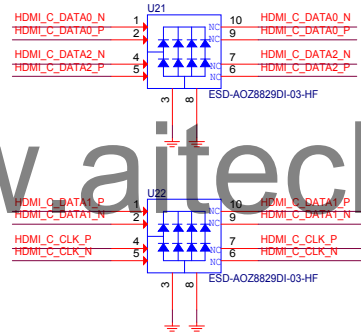 U21
HDMI_C_DATA0_N 1 NC 10 HDMI_C_DATA0_N
HDMI_C_DATA0_P 2 NC 9 HDMI_C_DATA0_P
HDMI_C_DATA2_N 4 NC 7 HDMI_C_DATA2_N
HDMI_C_DATA2_P 5 NC 6 HDMI_C_DATA2_P
3 8 ESD-AOZ8829DI-03-HF
w.aitech
U22
HDMI_C_DATA1_P 1 NC 10 HDMI_C_DATA1_P
HDMI_C_DATA1_N 2 NC 9 HDMI_C_DATA1_N
HDMI_C_CLK_P 4 NC 7 HDMI_C_CLK_P
HDMI_C_CLK_N 5 NC 6 HDMI_C_CLK_N
3 8 ESD-AOZ8829DI-03-HF